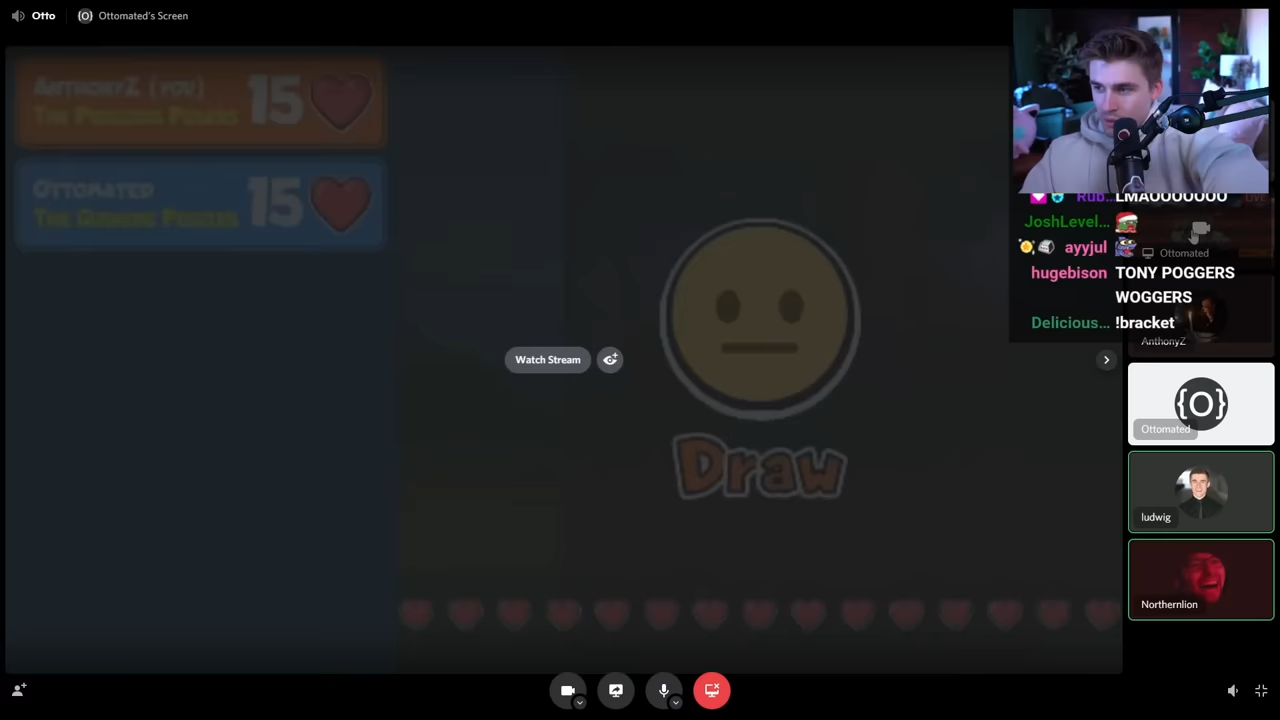 Otto
Ottomated's Screen
AnthonyZ (you)
15
Ottomated
15
Draw
Watch Stream
Rub... LMAOOOOOOO
JoshLevel...
ayyjul
hugebison TONY POGGERS
WOGGERS
Delicious... !bracket
Ottomated
AnthonyZ
{O}
Ottomated
ludwig
Northernlion